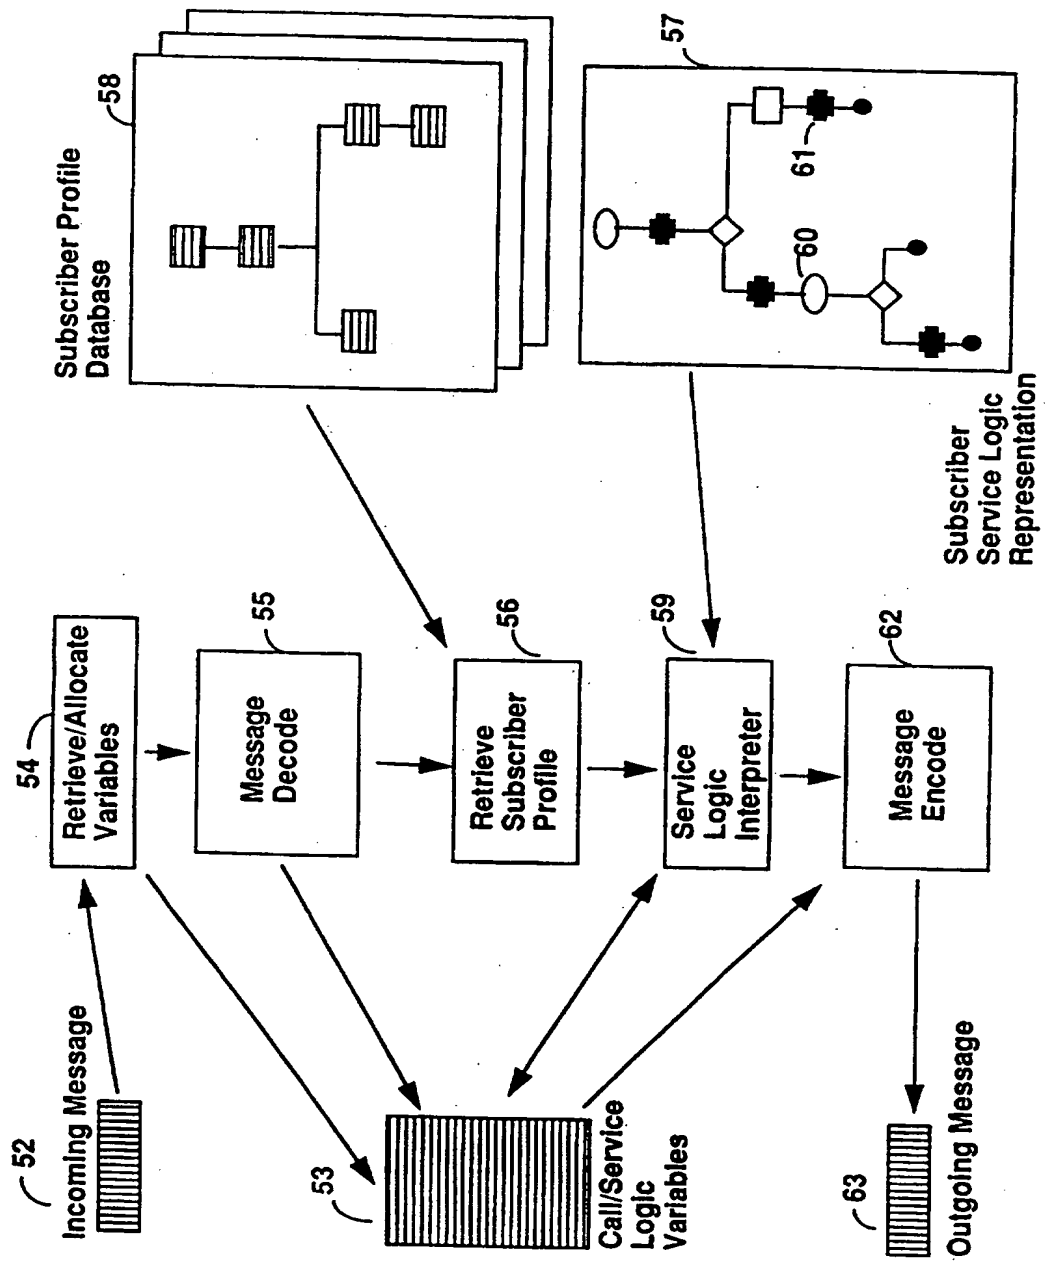 52
Incoming Message
54
Retrieve/Allocate
Variables
Subscriber Profile
Database
58
55
Message
Decode
53
Call/Service
Logic
Variables
56
Retrieve
Subscriber
Profile
59
Service
Logic
Interpreter
57
60
61
Subscriber
Service Logic
Representation
62
Message
Encode
63
Outgoing Message